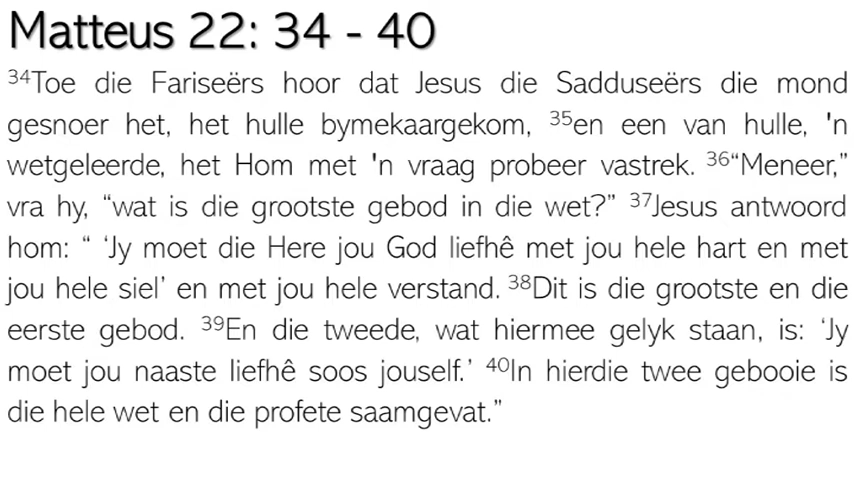 Matteus 22: 34 - 40
³⁴Toe die Fariseërs hoor dat Jesus die Sadduseërs die mond
gesnoer het, het hulle bymekaargekom, ³⁵en een van hulle, 'n
wetgeleerde, het Hom met 'n vraag probeer vastrek. ³⁶“Meneer,”
vra hy, “wat is die grootste gebod in die wet?” ³⁷Jesus antwoord
hom: “ ‘Jy moet die Here jou God liefhê met jou hele hart en met
jou hele siel’ en met jou hele verstand. ³⁸Dit is die grootste en die
eerste gebod. ³⁹En die tweede, wat hiermee gelyk staan, is: ‘Jy
moet jou naaste liefhê soos jouself.’ ⁴⁰In hierdie twee gebooie is
die hele wet en die profete saamgevat.”